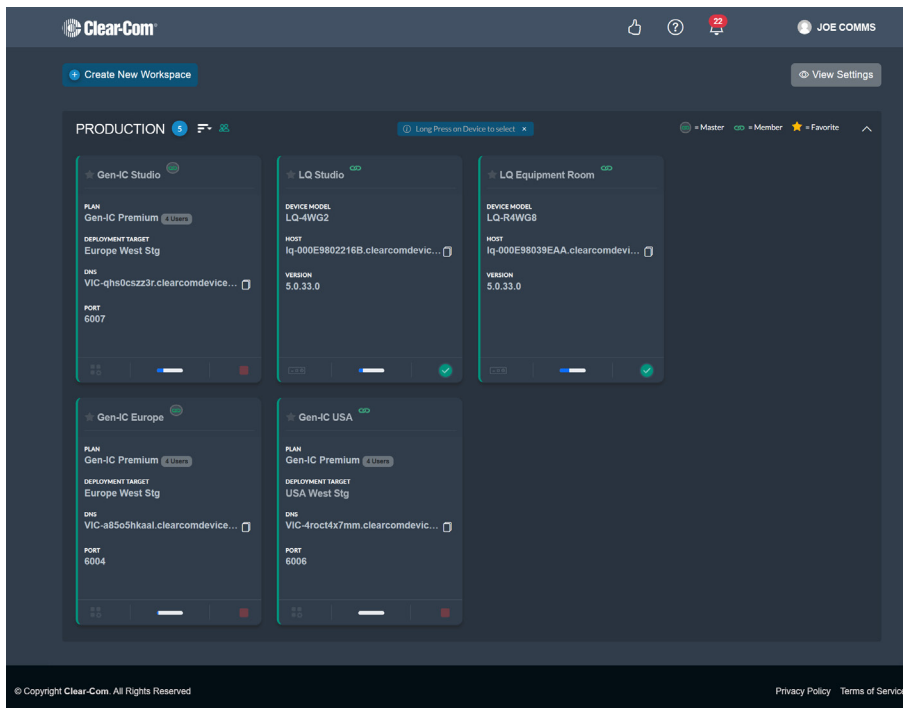 Clear-Com
22
JOE COMMS
Create New Workspace
View Settings
PRODUCTION 5
Long Press on Device to select ×
= Master = Member = Favorite
Gen-IC Studio
PLAN
Gen-IC Premium 4 Users
DEPLOYMENT TARGET
Europe West Stg
DNS
VIC-qhs0cszz3r.clearcomdevice...
PORT
6007
LQ Studio
DEVICE MODEL
LQ-4WG2
HOST
lq-000E9802216B.clearcomdevic...
VERSION
5.0.33.0
LQ Equipment Room
DEVICE MODEL
LQ-R4WG8
HOST
lq-000E98039EAA.clearcomdevi...
VERSION
5.0.33.0
Gen-IC Europe
PLAN
Gen-IC Premium 4 Users
DEPLOYMENT TARGET
Europe West Stg
DNS
VIC-a85o5hkaal.clearcomdevice...
PORT
6004
Gen-IC USA
PLAN
Gen-IC Premium 4 Users
DEPLOYMENT TARGET
USA West Stg
DNS
VIC-4roct4x7mm.clearcomdevic...
PORT
6006
© Copyright Clear-Com. All Rights Reserved
Privacy Policy Terms of Service